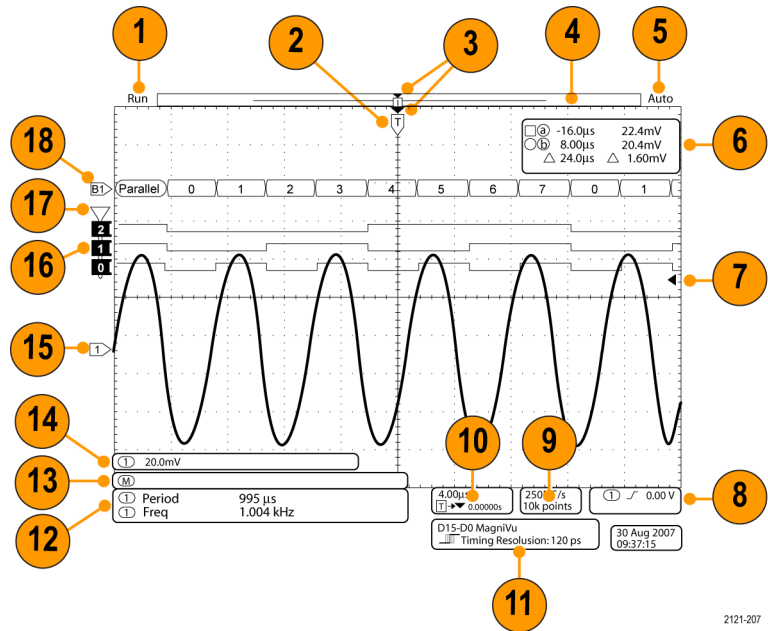 1
2
3
4
5
Run
Auto
T
T
ⓐ -16.0µs 22.4mV
ⓑ 8.00µs 20.4mV
△ 24.0µs △ 1.60mV
6
18
B1
Parallel 0 1 2 3 4 5 6 7 0 1
17
2
16
1
0
7
15
1
14
① 20.0mV
10
9
13
Ⓜ
12
① Period 995 µs
① Freq 1.004 kHz
4.00µs
T → 0.00000s
10k points
① 0.00 V
8
D15-D0 MagniVu
Timing Resolusion: 120 ps
30 Aug 2007
09:37:15
11
2121-207